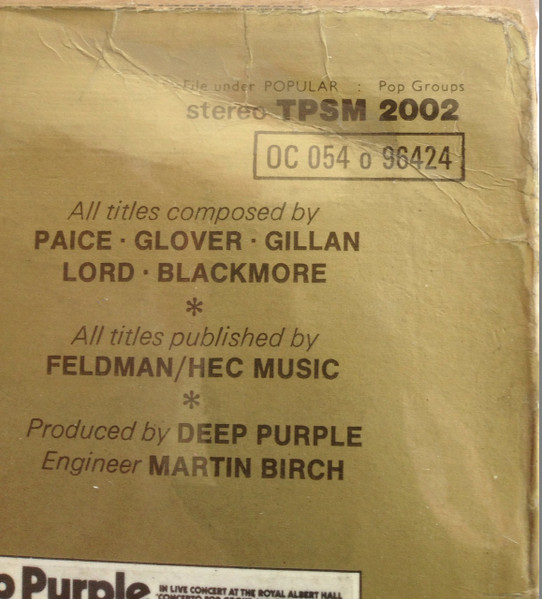 File under POPULAR : Pop Groups
stereo TPSM 2002
OC 054 o 96424
All titles composed by
PAICE · GLOVER · GILLAN
LORD · BLACKMORE
*
All titles published by
FELDMAN/HEC MUSIC
*
Produced by DEEP PURPLE
Engineer MARTIN BIRCH
Purple
IN LIVE CONCERT AT THE ROYAL ALBERT HALL